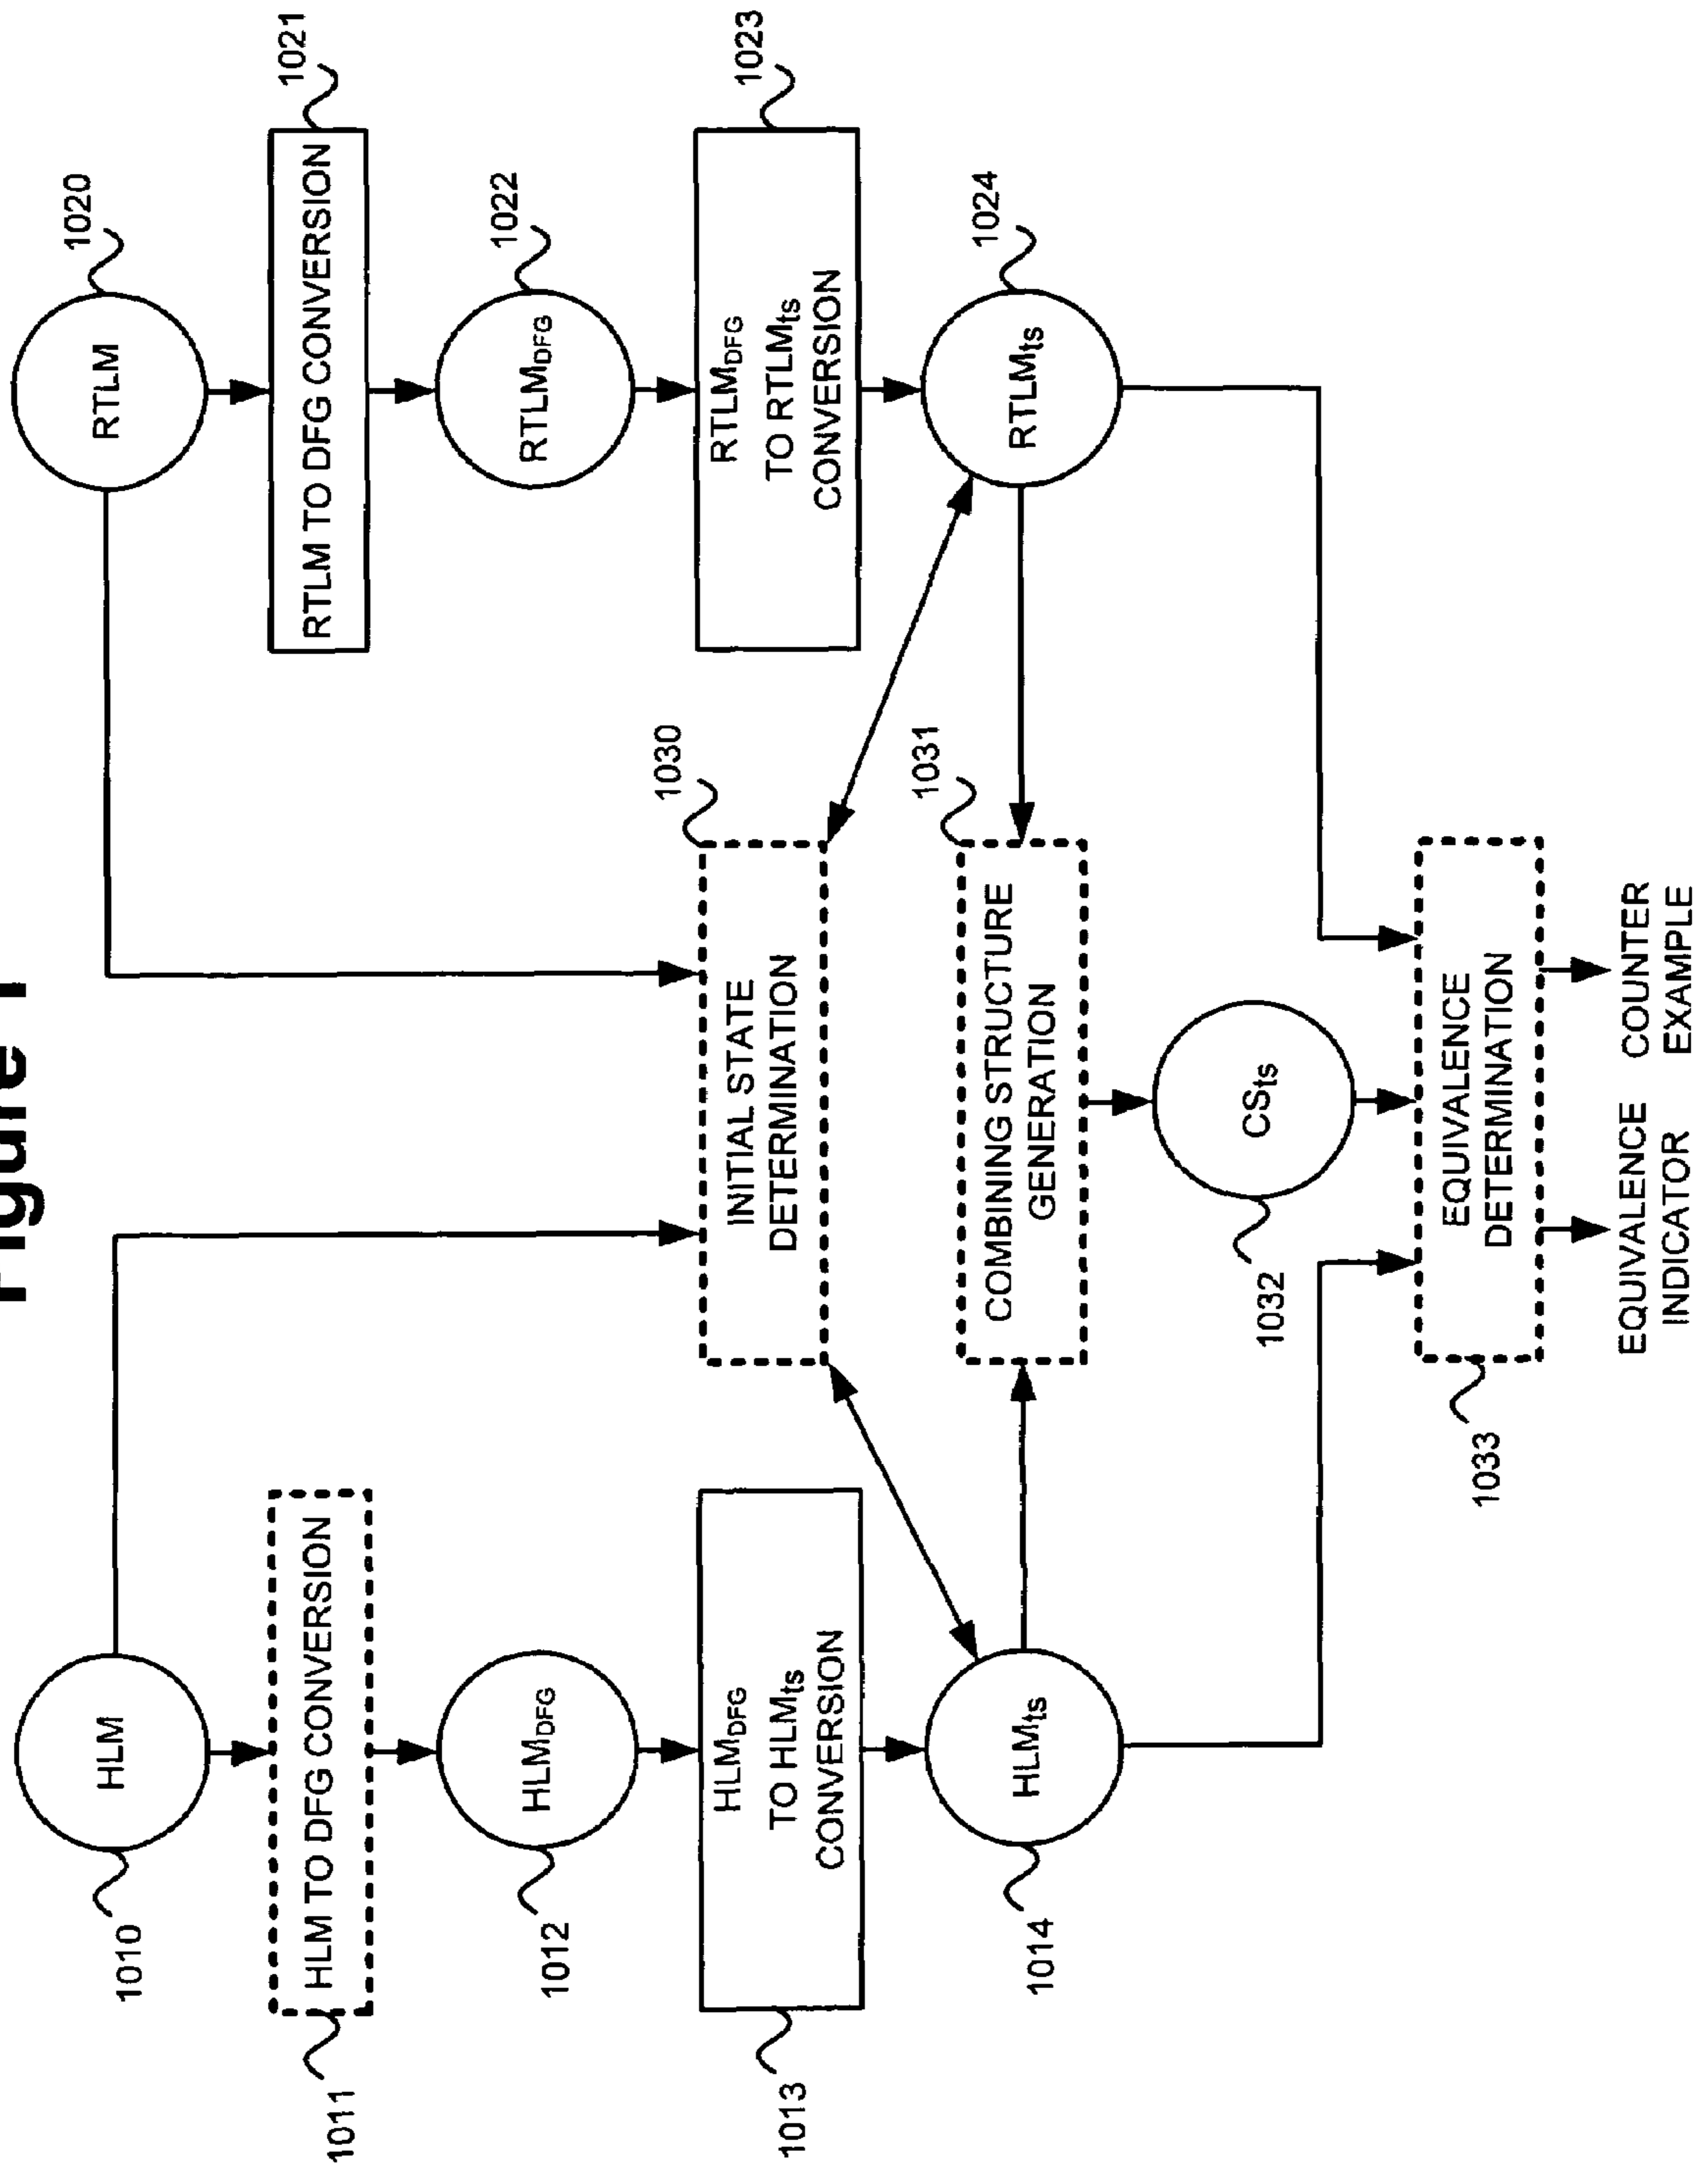 Figure 1
HLM
1010
RTLM
1020
HLM TO DFG CONVERSION
1011
RTLM TO DFG CONVERSION
1021
HLMDFG
1012
RTLMDFG
1022
HLMDFG
TO HLMts
CONVERSION
1013
INITIAL STATE
DETERMINATION
1030
RTLMDFG
TO RTLMts
CONVERSION
1023
HLMts
1014
COMBINING STRUCTURE
GENERATION
1031
RTLMts
1024
CSts
1032
EQUIVALENCE
DETERMINATION
1033
EQUIVALENCE
INDICATOR
COUNTER
EXAMPLE